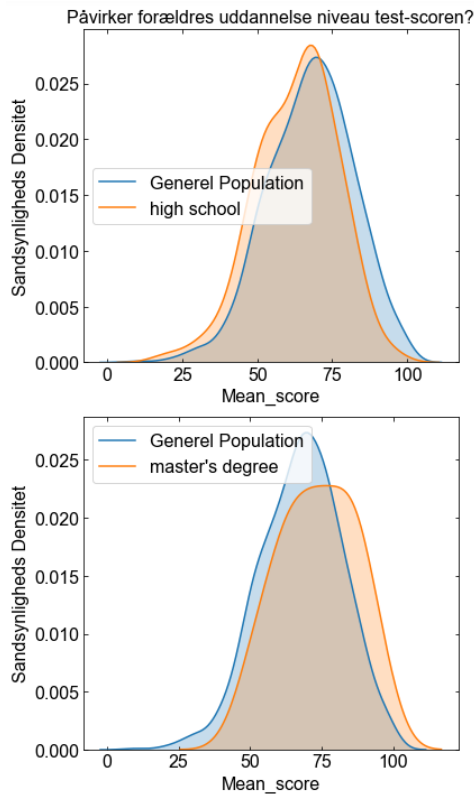 Påvirker forældres uddannelse niveau test-scoren?
0.025
0.020
0.015
0.010
0.005
0.000
Sandsynligheds Densitet
Generel Population
high school
0 25 50 75 100
Mean_score
0.025
0.020
0.015
0.010
0.005
0.000
Sandsynligheds Densitet
Generel Population
master's degree
0 25 50 75 100
Mean_score